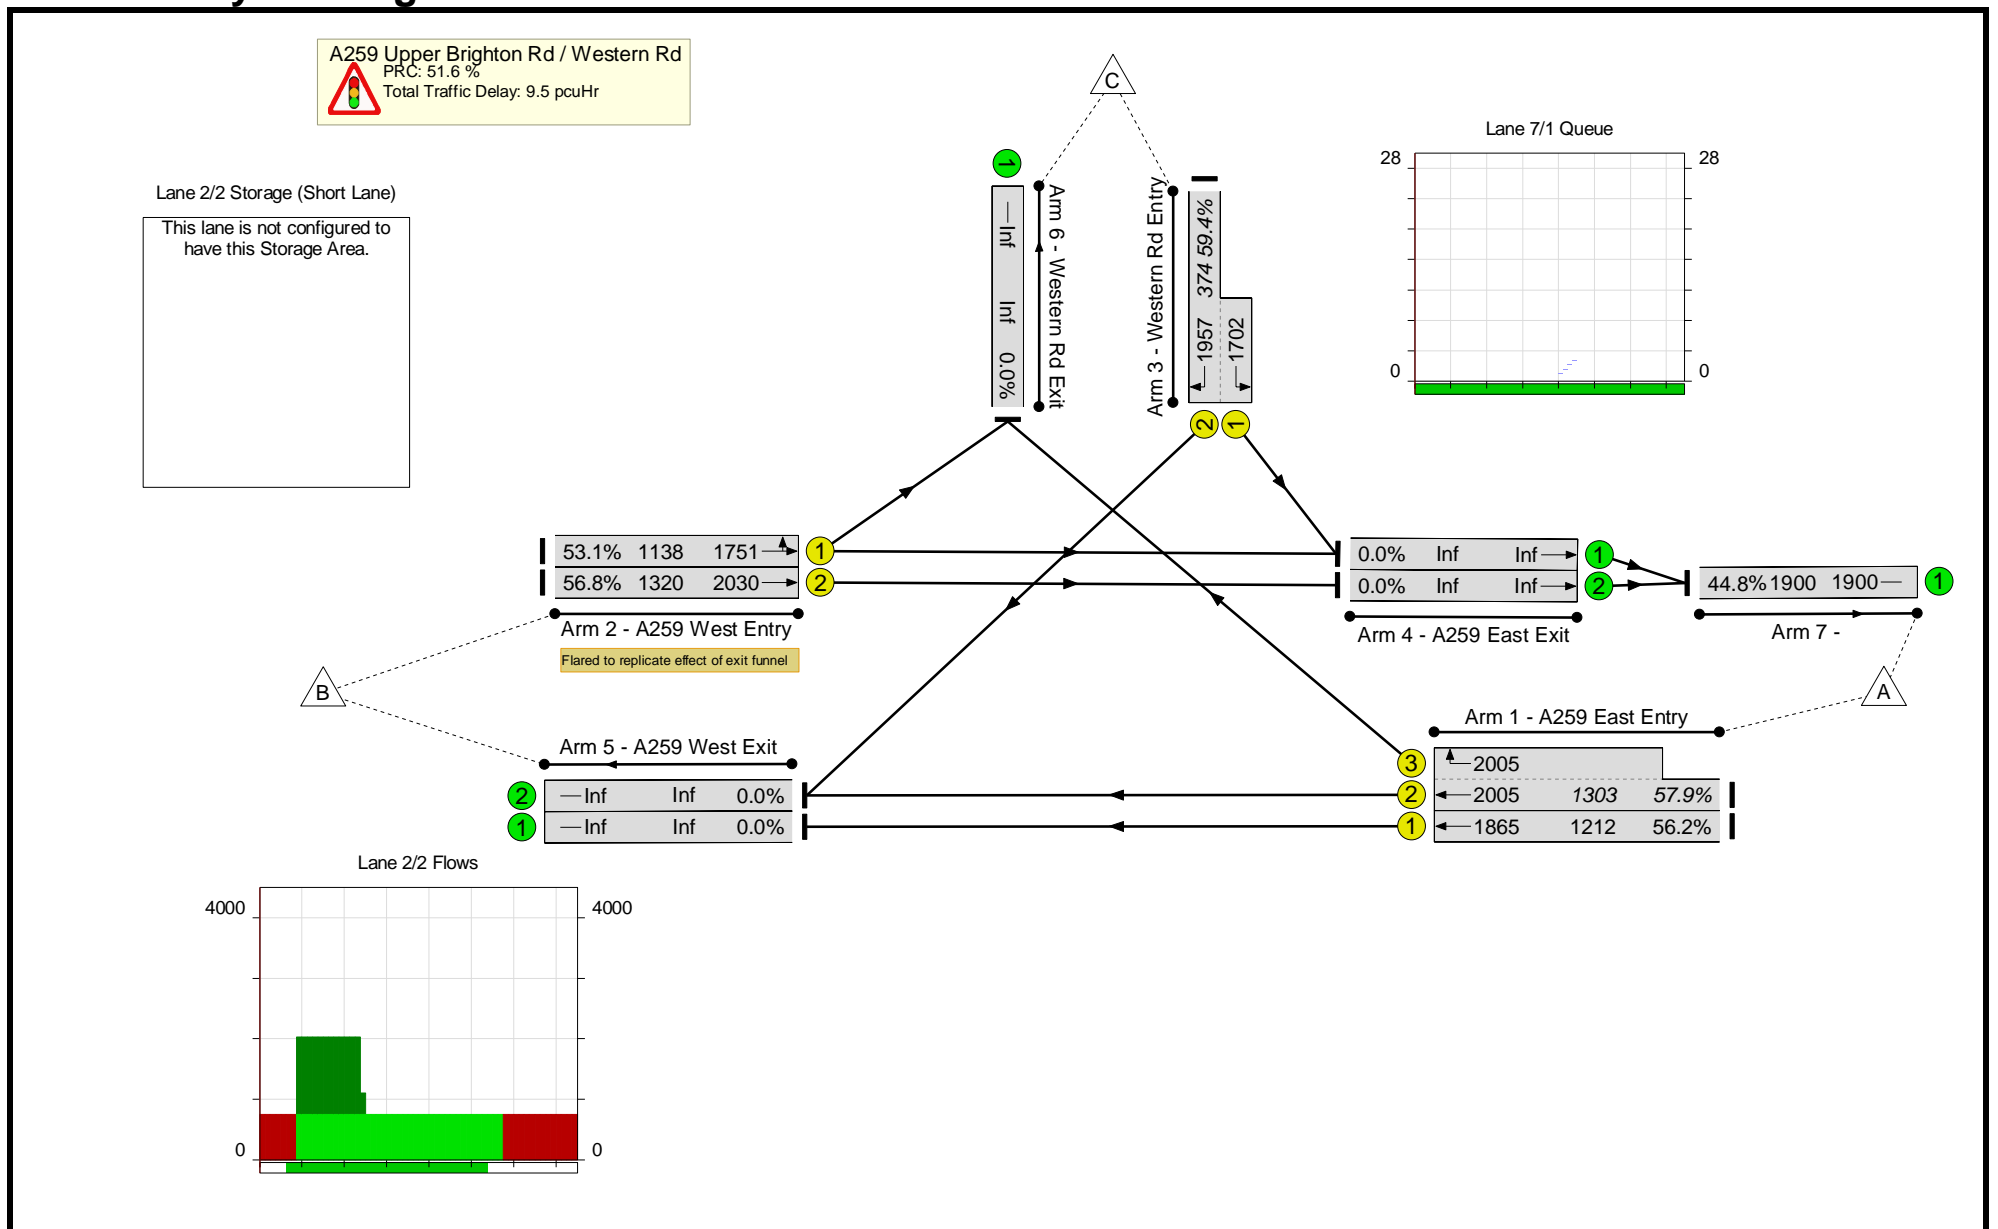 A259 Upper Brighton Rd / Western Rd
PRC: 51.6 %
Total Traffic Delay: 9.5 pcuHr
C
Lane 7/1 Queue
28
28
0
0
Lane 2/2 Storage (Short Lane)
This lane is not configured to
have this Storage Area.
1
Inf Inf 0.0%
Arm 6 - Western Rd Exit
Arm 3 - Western Rd Entry
1957 374 59.4%
1702
2
1
53.1% 1138 1751
1
56.8% 1320 2030
2
Arm 2 - A259 West Entry
Flared to replicate effect of exit funnel
0.0% Inf Inf
1
0.0% Inf Inf
2
Arm 4 - A259 East Exit
44.8% 1900 1900
1
Arm 7 -
B
A
Arm 1 - A259 East Entry
3
2005
2
2005 1303 57.9%
1
1865 1212 56.2%
Arm 5 - A259 West Exit
2
Inf Inf 0.0%
1
Inf Inf 0.0%
Lane 2/2 Flows
4000
4000
0
0